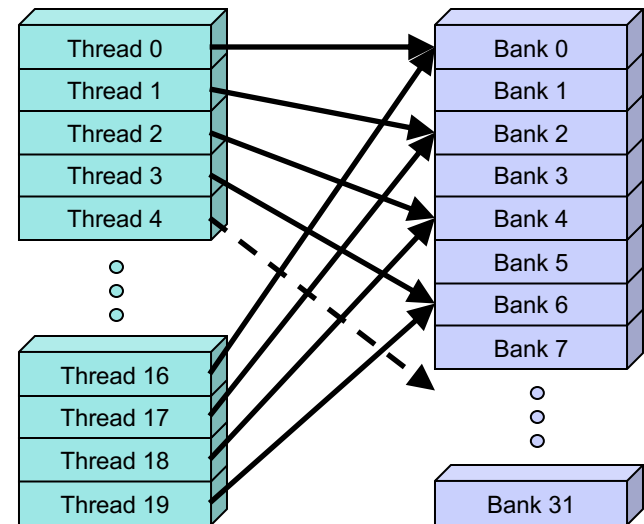 Thread 0
Thread 1
Thread 2
Thread 3
Thread 4
Thread 16
Thread 17
Thread 18
Thread 19
Bank 0
Bank 1
Bank 2
Bank 3
Bank 4
Bank 5
Bank 6
Bank 7
Bank 31